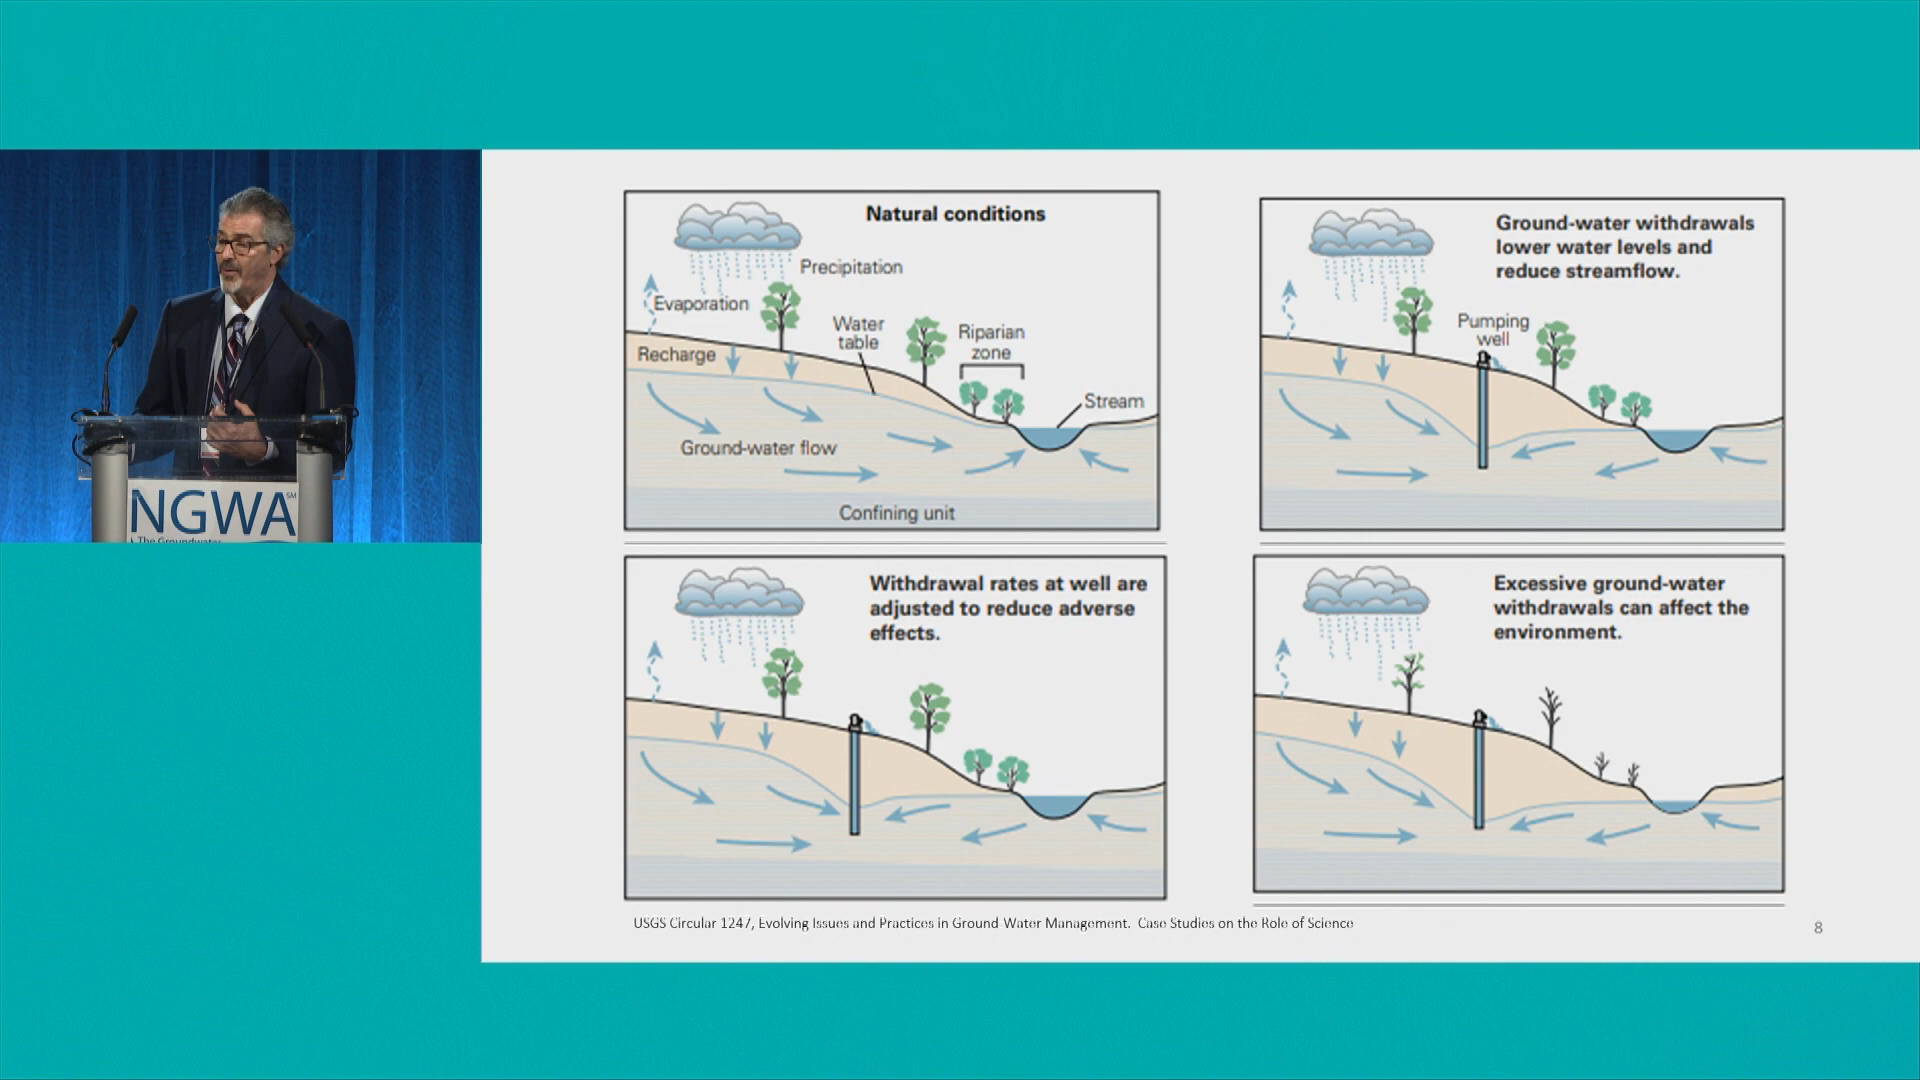 NGWA
SM
The Groundwater
Natural conditions
Precipitation
Evaporation
Water
table
Riparian
zone
Recharge
Stream
Ground-water flow
Confining unit
Ground-water withdrawals
lower water levels and
reduce streamflow.
Pumping
well
Withdrawal rates at well are
adjusted to reduce adverse
effects.
Excessive ground-water
withdrawals can affect the
environment.
USGS Circular 1247, Evolving Issues and Practices in Ground-Water Management. Case Studies on the Role of Science
8